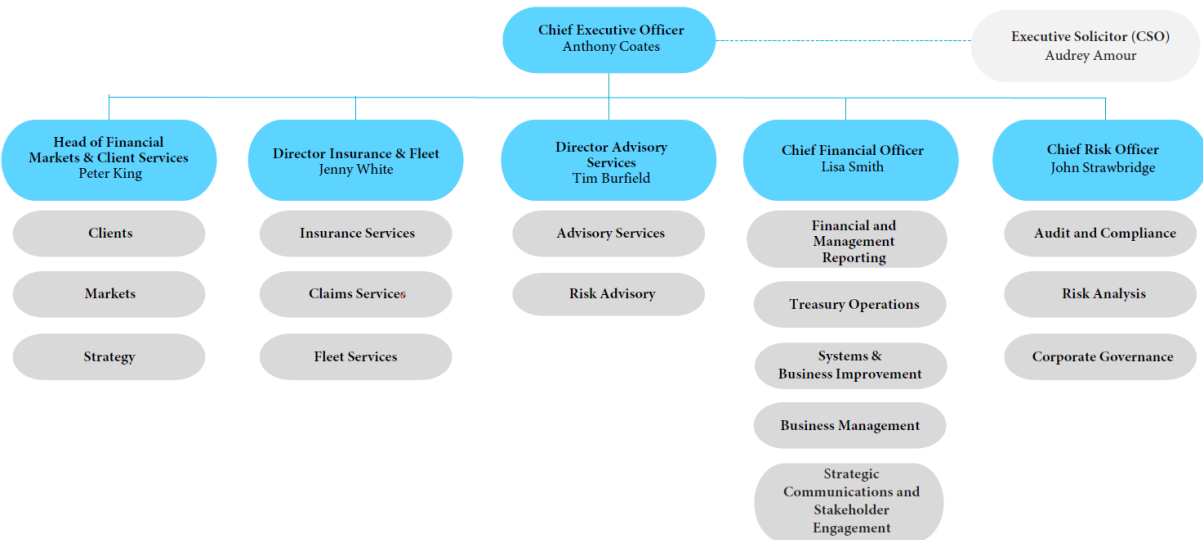 Chief Executive Officer
Anthony Coates
Executive Solicitor (CSO)
Audrey Amour
Head of Financial
Markets & Client Services
Peter King
Director Insurance & Fleet
Jenny White
Director Advisory
Services
Tim Burfield
Chief Financial Officer
Lisa Smith
Chief Risk Officer
John Strawbridge
Clients
Markets
Strategy
Insurance Services
Claims Services
Fleet Services
Advisory Services
Risk Advisory
Financial and
Management
Reporting
Treasury Operations
Systems &
Business Improvement
Business Management
Strategic
Communications and
Stakeholder
Engagement
Audit and Compliance
Risk Analysis
Corporate Governance